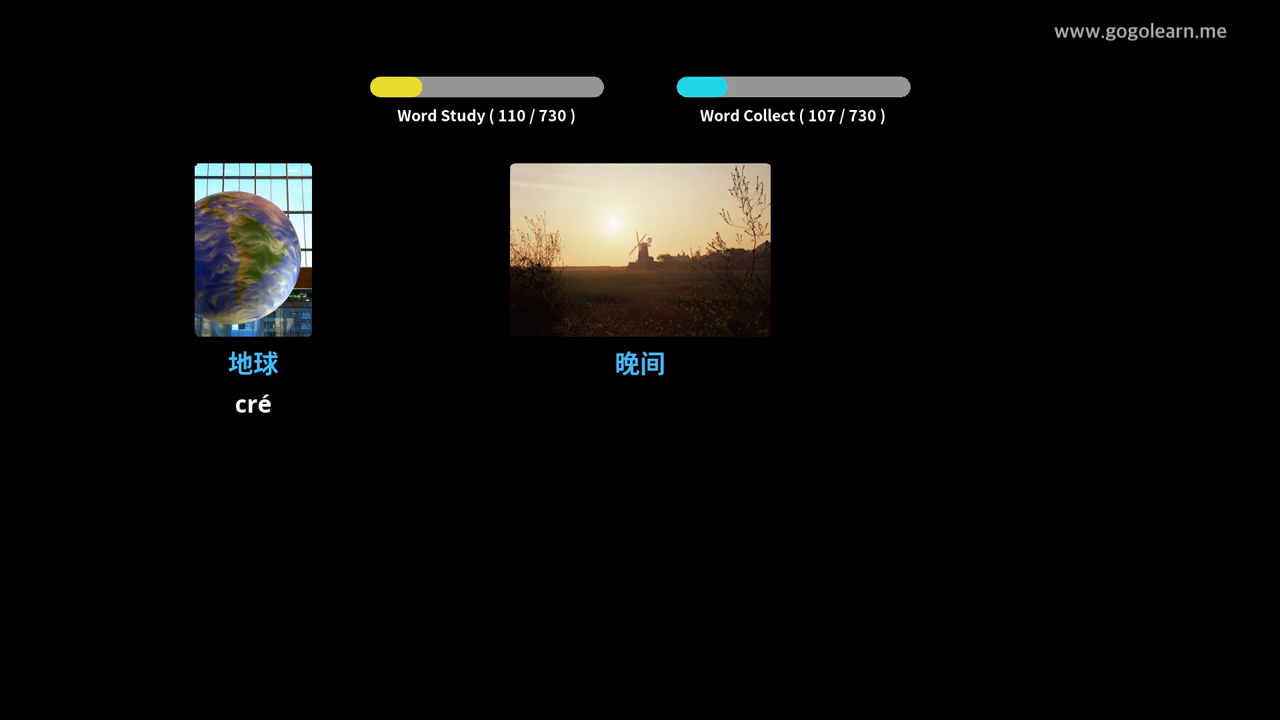 www.gogolearn.me
Word Study ( 110 / 730 )
Word Collect ( 107 / 730 )
地球
晚间
cré